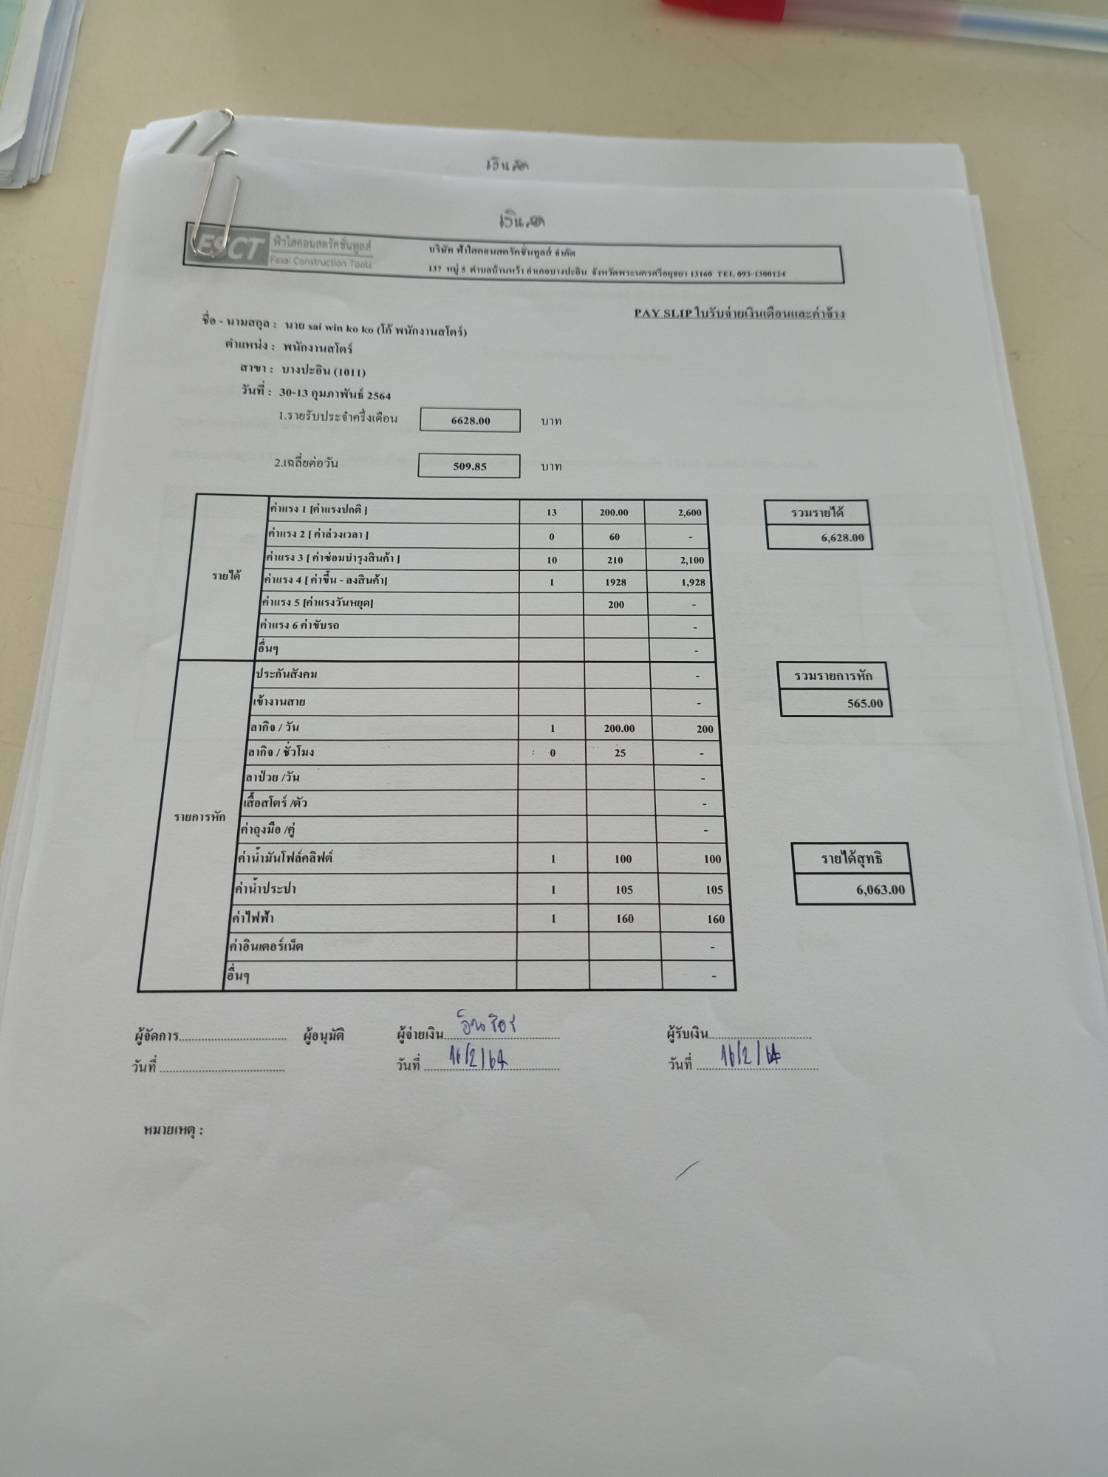 เงินสด
เงินสด
ESCT ฟ้าใสคอนสตรัคชั่นทูลส์
Fasai Construction Tools
บริษัท ฟ้าใสคอนสตรัคชั่นทูลส์ จำกัด
137 หมู่ 5 ตำบลบ้านหว้า อำเภอบางปะอิน จังหวัดพระนครศรีอยุธยา 13160 TEL 093-1300124
PAY SLIP ใบรับจ่ายเงินเดือนและค่าจ้าง
ชื่อ - นามสกุล : นาย sai win ko ko (โก้ พนักงานสโตร์)
ตำแหน่ง : พนักงานสโตร์
สาขา : บางปะอิน (1011)
วันที่ : 30-13 กุมภาพันธ์ 2564
1.รายรับประจำครึ่งเดือน 6628.00 บาท
2.เฉลี่ยต่อวัน 509.85 บาท
รายได้
ค่าแรง 1 [ค่าแรงปกติ ] 13 200.00 2,600
ค่าแรง 2 [ ค่าล่วงเวลา ] 0 60 -
ค่าแรง 3 [ ค่าซ่อมบำรุงสินค้า ] 10 210 2,100
ค่าแรง 4 [ ค่าขึ้น - ลงสินค้า] 1 1928 1,928
ค่าแรง 5 [ค่าแรงวันหยุด] 200 -
ค่าแรง 6 ค่าขับรถ -
อื่นๆ -
รวมรายได้
6,628.00
รายการหัก
ประกันสังคม -
เข้างานสาย -
ลากิจ / วัน 1 200.00 200
ลากิจ / ชั่วโมง 0 25 -
ลาป่วย /วัน -
เสื้อสโตร์ /ตัว -
ค่าถุงมือ /คู่ -
ค่าน้ำมันโฟล์คลิฟต์ 1 100 100
ค่าน้ำประปา 1 105 105
ค่าไฟฟ้า 1 160 160
ค่าอินเตอร์เน็ต -
อื่นๆ -
รวมรายการหัก
565.00
รายได้สุทธิ
6,063.00
ผู้จัดการ ผู้อนุมัติ ผู้จ่ายเงิน ผู้รับเงิน
วันที่ วันที่ 16/2/64 วันที่ 16/2/64
หมายเหตุ :